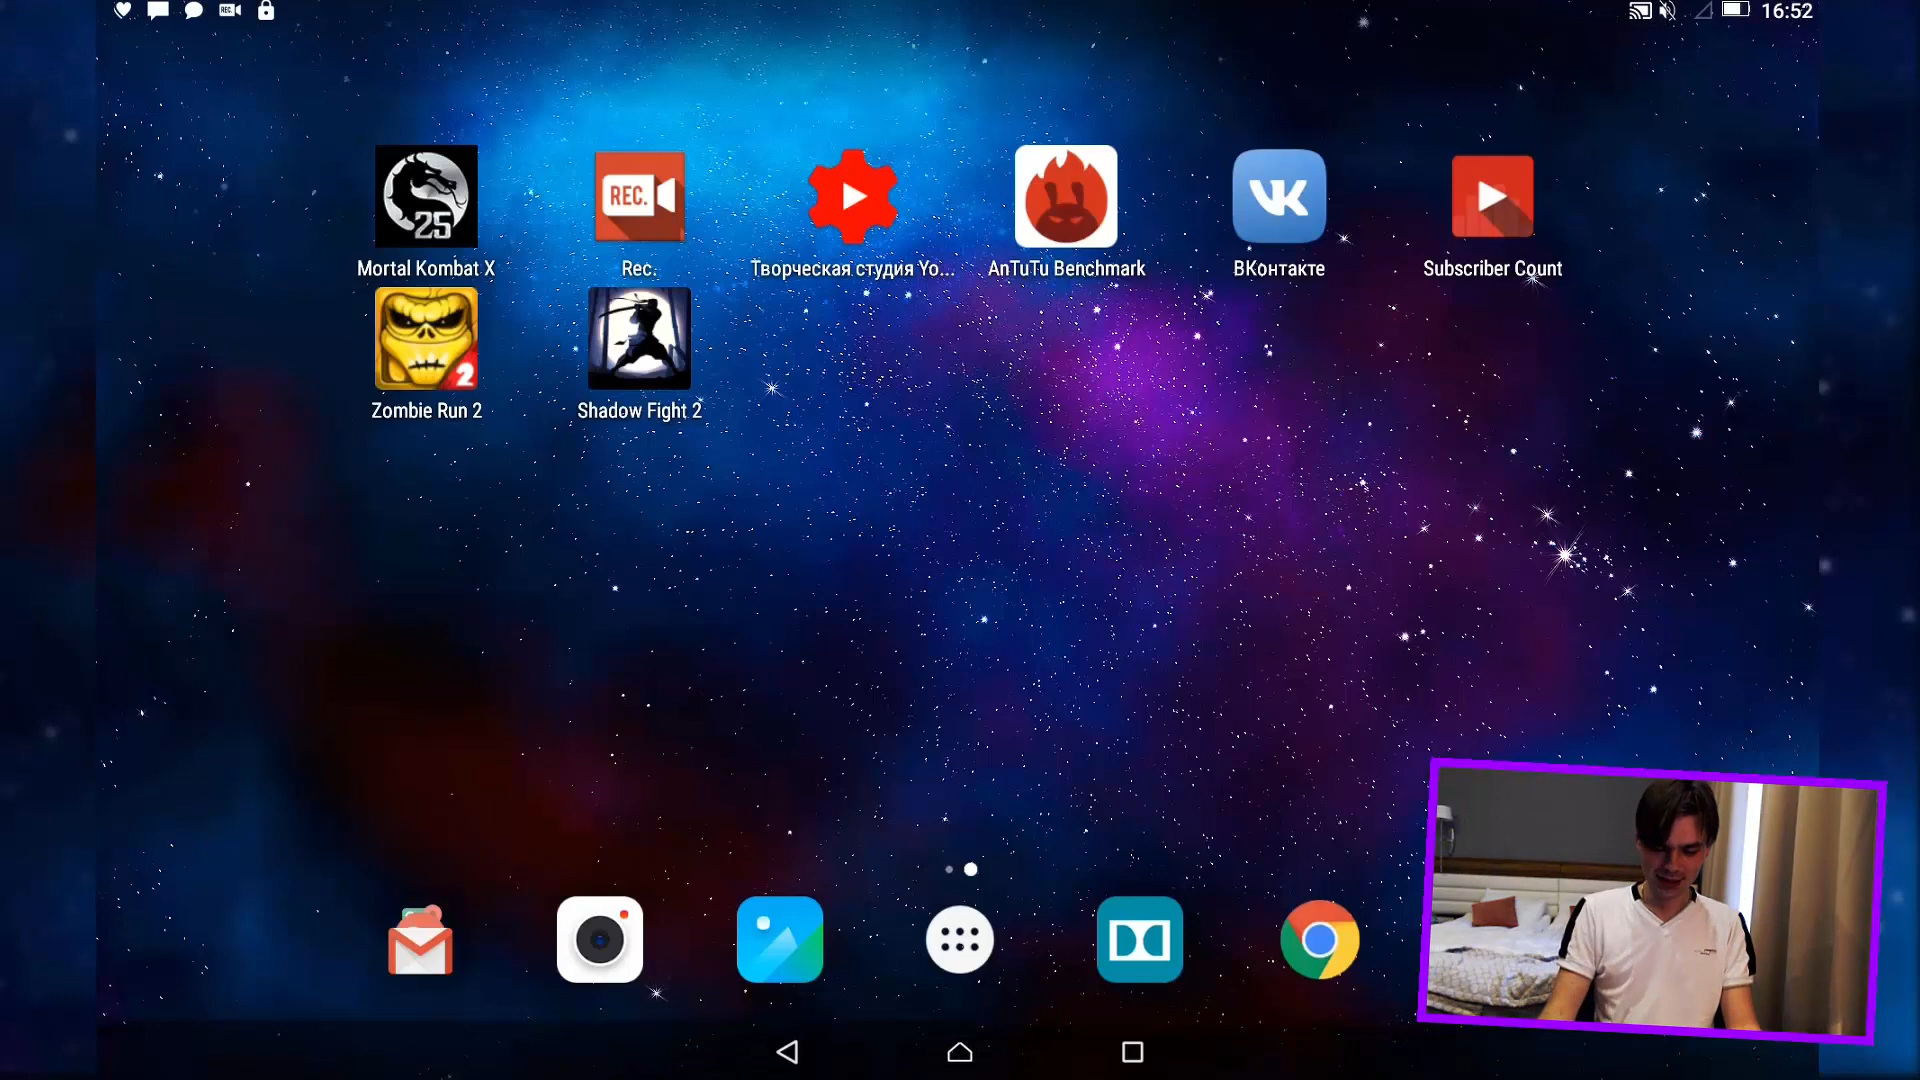 REC.
16:52
25
REC.
Mortal Kombat X
Rec.
Творческая студия Yo...
AnTuTu Benchmark
ВКонтакте
Subscriber Count
2
Zombie Run 2
Shadow Fight 2